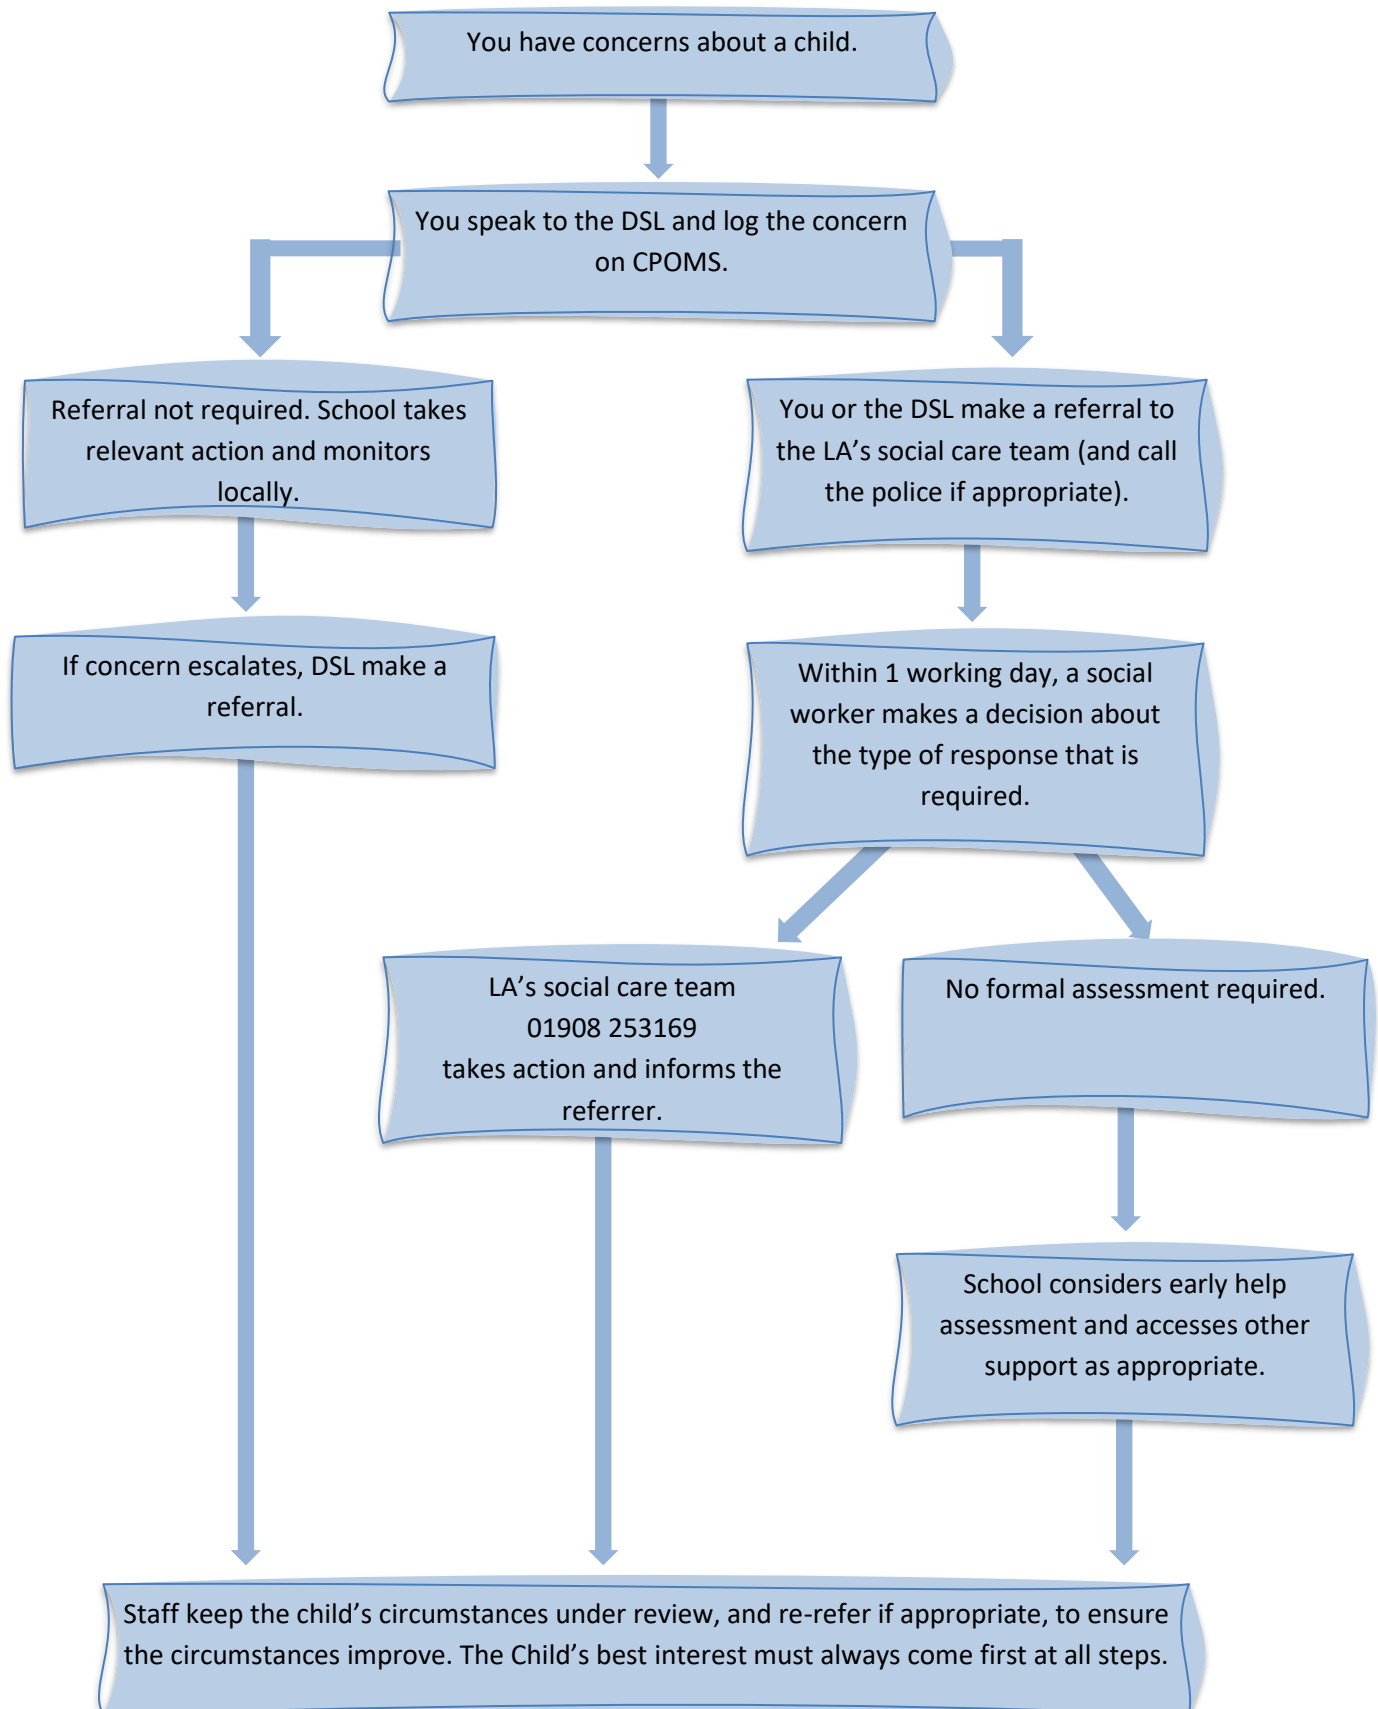 You have concerns about a child.
You speak to the DSL and log the concern
on CPOMS.
Referral not required. School takes
relevant action and monitors
locally.
You or the DSL make a referral to
the LA’s social care team (and call
the police if appropriate).
If concern escalates, DSL make a
referral.
Within 1 working day, a social
worker makes a decision about
the type of response that is
required.
LA’s social care team
01908 253169
takes action and informs the
referrer.
No formal assessment required.
School considers early help
assessment and accesses other
support as appropriate.
Staff keep the child’s circumstances under review, and re-refer if appropriate, to ensure
the circumstances improve. The Child’s best interest must always come first at all steps.